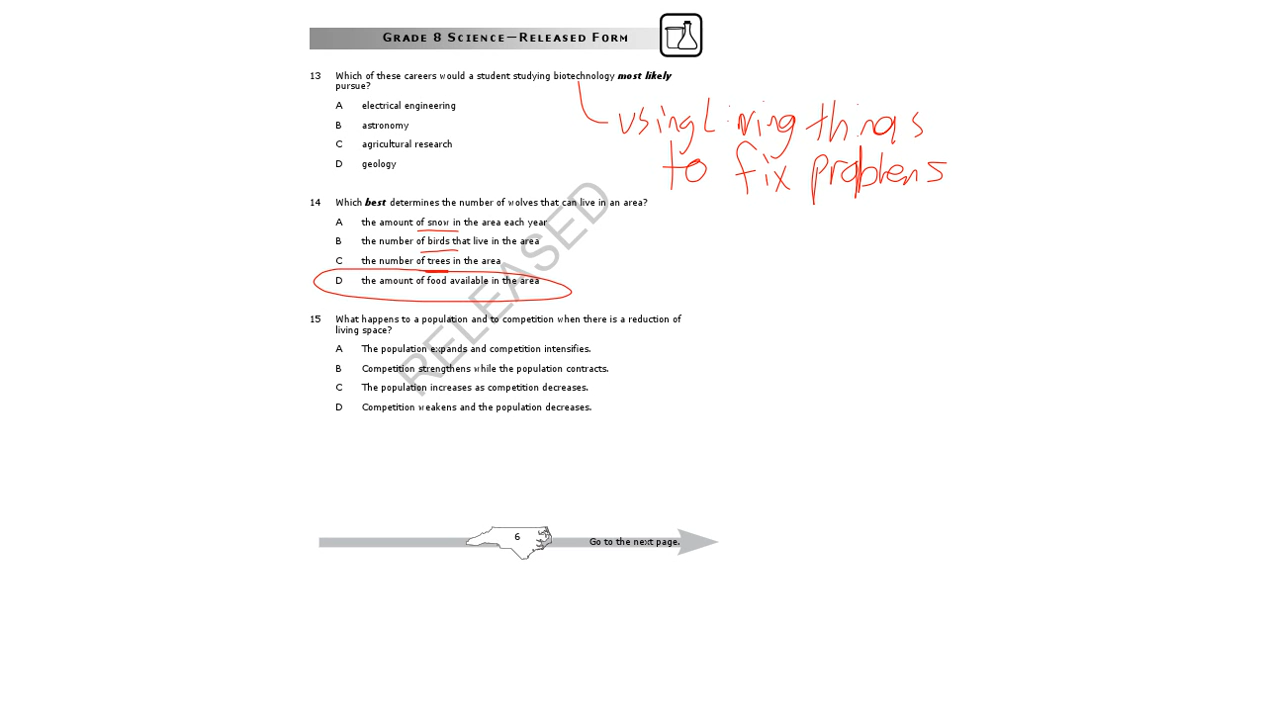 GRADE 8 SCIENCE—RELEASED FORM
13 Which of these careers would a student studying biotechnology most likely
pursue?
A electrical engineering
B astronomy
C agricultural research
D geology
using Living things
to fix problems
14 Which best determines the number of wolves that can live in an area?
A the amount of snow in the area each year
B the number of birds that live in the area
C the number of trees in the area
D the amount of food available in the area
15 What happens to a population and to competition when there is a reduction of
living space?
A The population expands and competition intensifies.
B Competition strengthens while the population contracts.
C The population increases as competition decreases.
D Competition weakens and the population decreases.
RELEASED
6
Go to the next page.